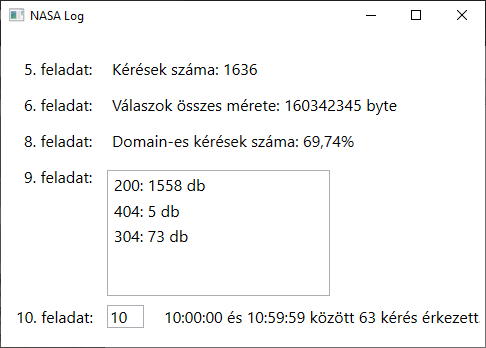 NASA Log
5. feladat: Kérések száma: 1636
6. feladat: Válaszok összes mérete: 160342345 byte
8. feladat: Domain-es kérések száma: 69,74%
9. feladat: 200: 1558 db
404: 5 db
304: 73 db
10. feladat: 10 10:00:00 és 10:59:59 között 63 kérés érkezett